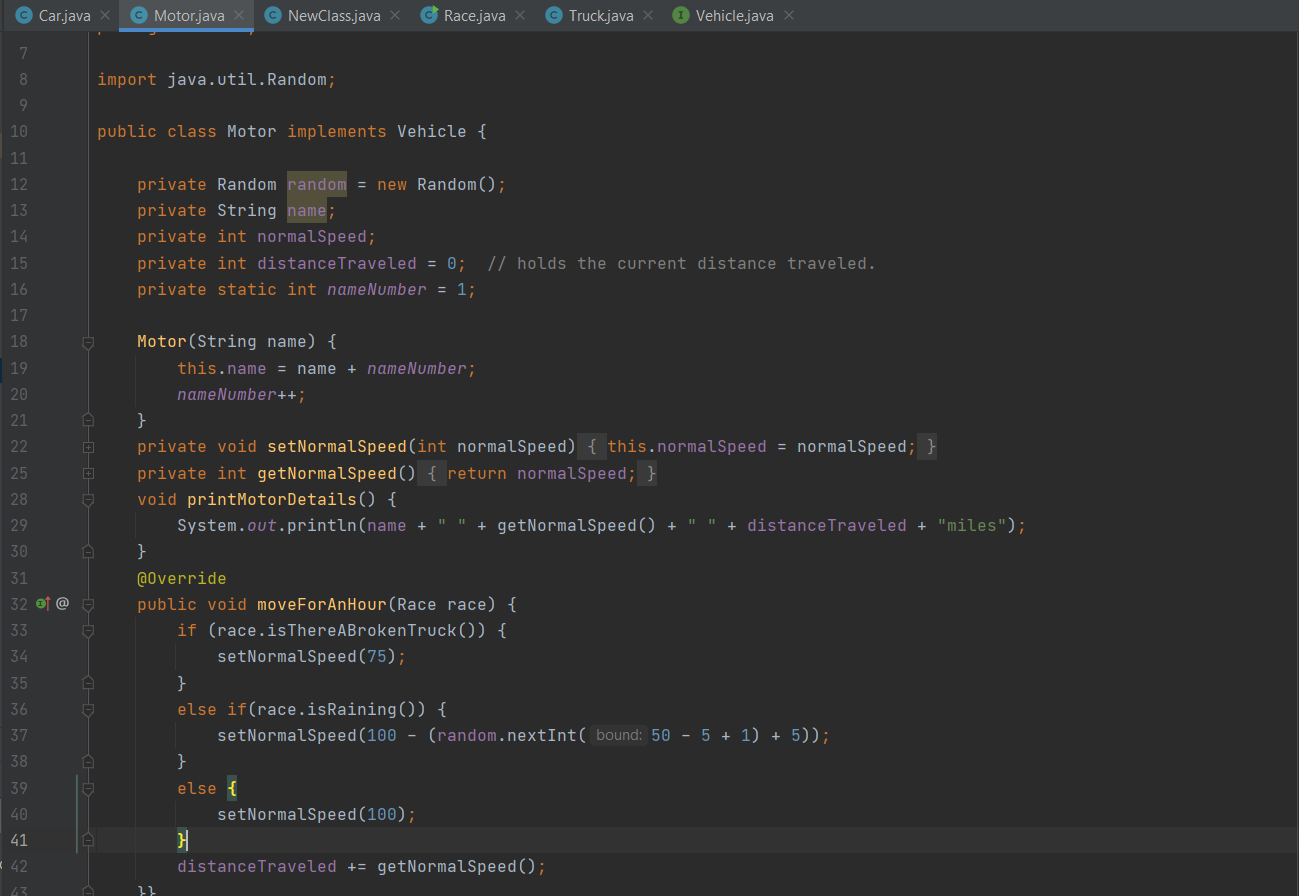 Car.java Motor.java NewClass.java Race.java Truck.java Vehicle.java
7
8 import java.util.Random;
9
10 public class Motor implements Vehicle {
11
12 private Random random = new Random();
13 private String name;
14 private int normalSpeed;
15 private int distanceTraveled = 0; // holds the current distance traveled.
16 private static int nameNumber = 1;
17
18 Motor(String name) {
19 this.name = name + nameNumber;
20 nameNumber++;
21 }
22 private void setNormalSpeed(int normalSpeed) { this.normalSpeed = normalSpeed; }
25 private int getNormalSpeed() { return normalSpeed; }
28 void printMotorDetails() {
29 System.out.println(name + " " + getNormalSpeed() + " " + distanceTraveled + "miles");
30 }
31 @Override
32 @ public void moveForAnHour(Race race) {
33 if (race.isThereABrokenTruck()) {
34 setNormalSpeed(75);
35 }
36 else if(race.isRaining()) {
37 setNormalSpeed(100 - (random.nextInt( bound: 50 - 5 + 1) + 5));
38 }
39 else {
40 setNormalSpeed(100);
41 }
42 distanceTraveled += getNormalSpeed();
43 }}